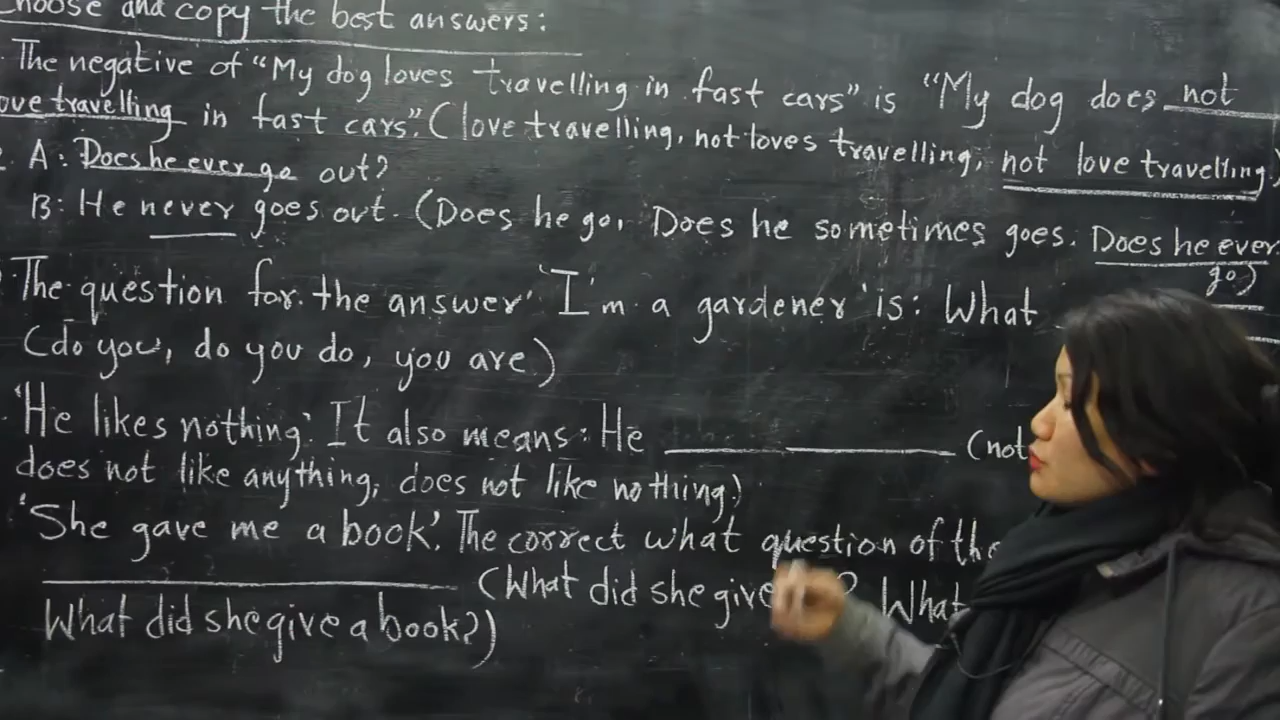 Choose and copy the best answers:
The negative of "My dog loves travelling in fast cars" is "My dog does not
love travelling in fast cars". (love travelling, not loves travelling, not love travelling)
A: Does he ever go out?
B: He never goes out. (Does he go, Does he sometimes goes, Does he ever
go)
The question for the answer 'I'm a gardener' is: What
(do you, do you do, you are)
'He likes nothing'. It also means: He ________ (not
does not like anything, does not like nothing)
'She gave me a book'. The correct what question of the
________ (What did she give ? What
What did she give a book?)